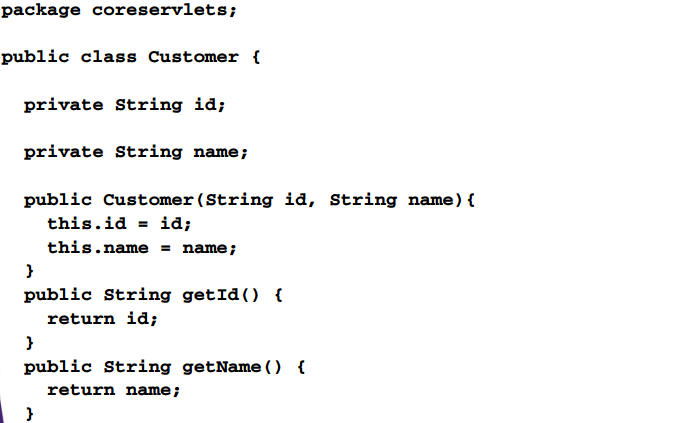 package coreservlets;
public class Customer {
private String id;
private String name;
public Customer(String id, String name){
this.id = id;
this.name = name;
}
public String getId() {
return id;
}
public String getName() {
return name;
}